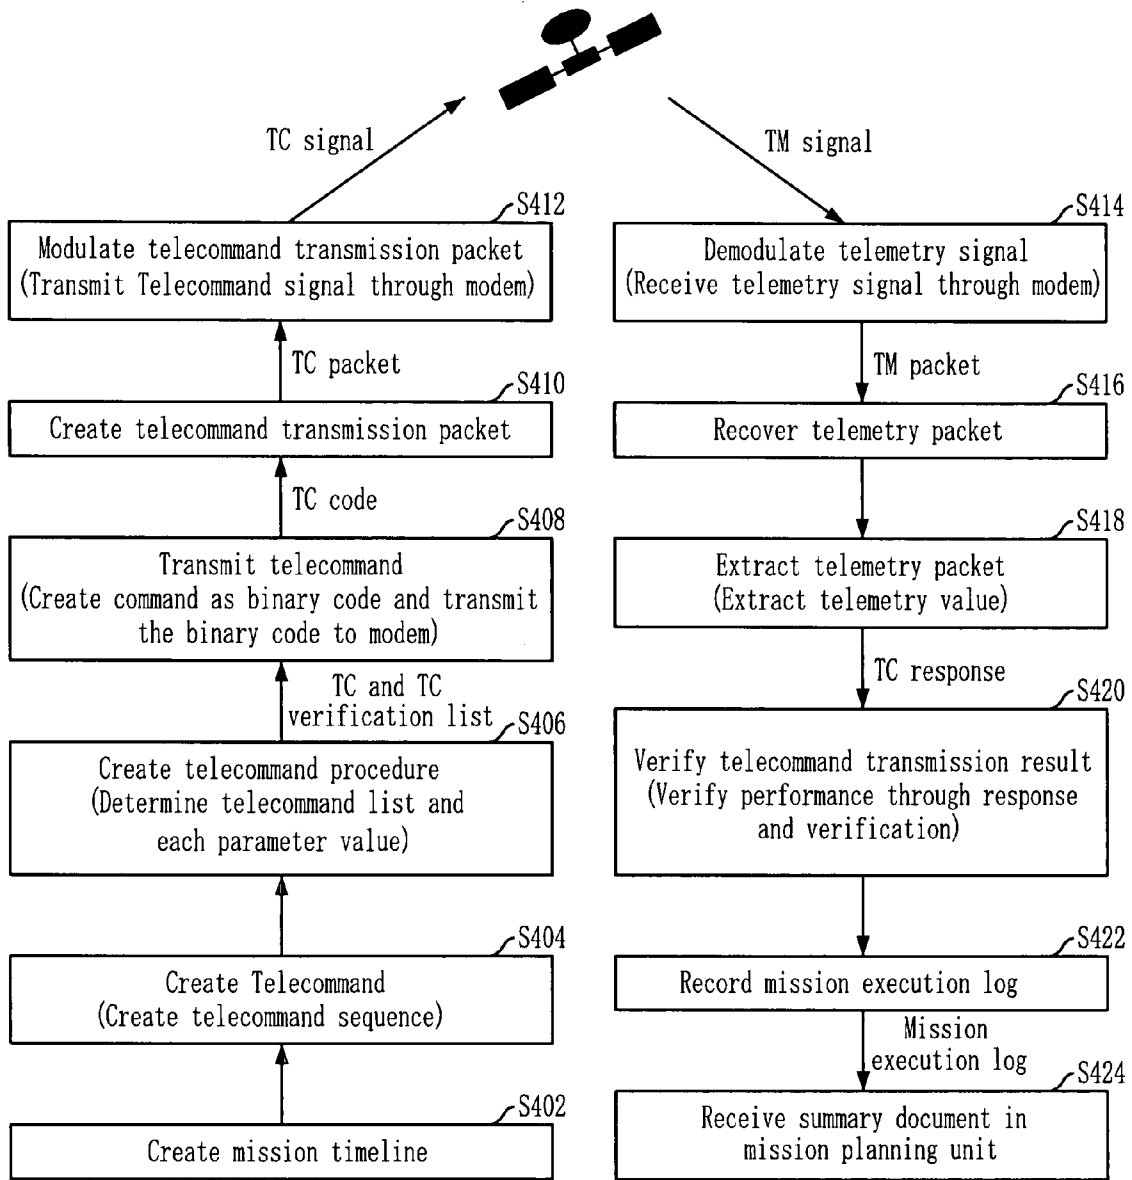 TC signal
TM signal
S412
Modulate telecommand transmission packet
(Transmit Telecommand signal through modem)
TC packet
S410
Create telecommand transmission packet
TC code
S408
Transmit telecommand
(Create command as binary code and transmit
the binary code to modem)
TC and TC
verification list
S406
Create telecommand procedure
(Determine telecommand list and
each parameter value)
S404
Create Telecommand
(Create telecommand sequence)
S402
Create mission timeline
S414
Demodulate telemetry signal
(Receive telemetry signal through modem)
TM packet
S416
Recover telemetry packet
S418
Extract telemetry packet
(Extract telemetry value)
TC response
S420
Verify telecommand transmission result
(Verify performance through response
and verification)
S422
Record mission execution log
Mission
execution log
S424
Receive summary document in
mission planning unit